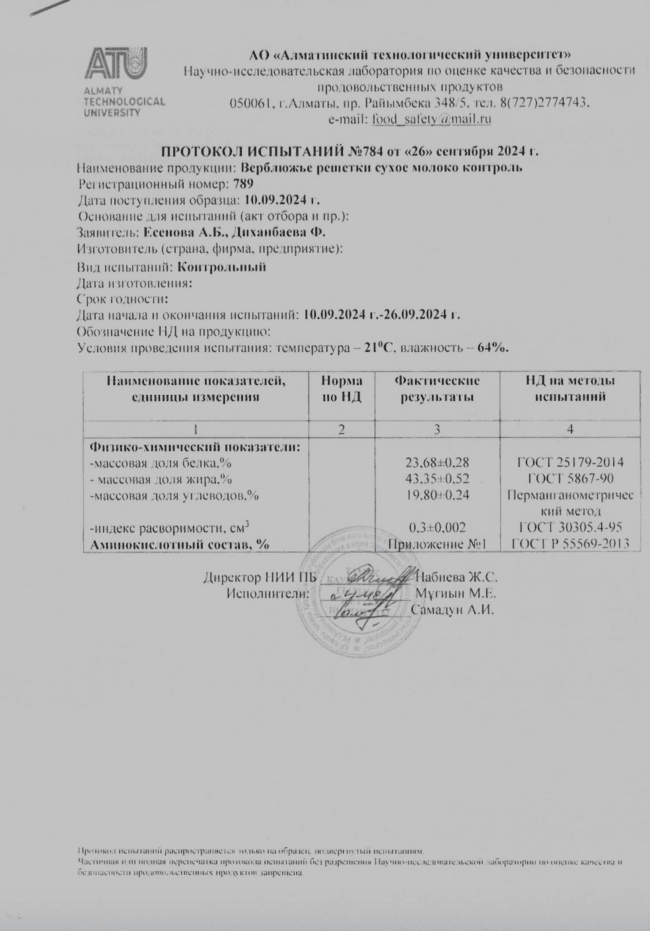 ATU
ALMATY
TECHNOLOGICAL
UNIVERSITY
АО «Алматинский технологический университет»
Научно-исследовательская лаборатория по оценке качества и безопасности
продовольственных продуктов
050061, г.Алматы, пр. Райымбека 348/5, тел. 8(727)2774743,
e-mail: food_safety@mail.ru
ПРОТОКОЛ ИСПЫТАНИЙ №784 от «26» сентября 2024 г.
Наименование продукции: Верблюжье решетки сухое молоко контроль
Регистрационный номер: 789
Дата поступления образца: 10.09.2024 г.
Основание для испытаний (акт отбора и пр.):
Заявитель: Есенова А.Б., Диханбаева Ф.
Изготовитель (страна, фирма, предприятие):
Вид испытаний: Контрольный
Дата изготовления:
Срок годности:
Дата начала и окончания испытаний: 10.09.2024 г.-26.09.2024 г.
Обозначение НД на продукцию:
Условия проведения испытания: температура – 21⁰С, влажность – 64%.
Наименование показателей, единицы измерения Норма по НД Фактические результаты НД на методы испытаний
1 2 3 4
Физико-химический показатели:
-массовая доля белка,% 23,68±0,28 ГОСТ 25179-2014
- массовая доля жира,% 43,35±0,52 ГОСТ 5867-90
-массовая доля углеводов,% 19,80±0,24 Перманганометричес
кий метод
-индекс расворимости, см³ 0,3±0,002 ГОСТ 30305.4-95
Аминокислотный состав, % Приложение №1 ГОСТ Р 55569-2013
Директор НИИ ПБ Набиева Ж.С.
Исполнители: Мұғиын М.Е.
Самадун А.И.
Протокол испытаний распространяется только на образец, подвергнутый испытаниям.
Частичная или полная перепечатка протокола испытаний без разрешения Научно-исследовательской лаборатории по оценке качества и
безопасности продовольственных продуктов запрещена.